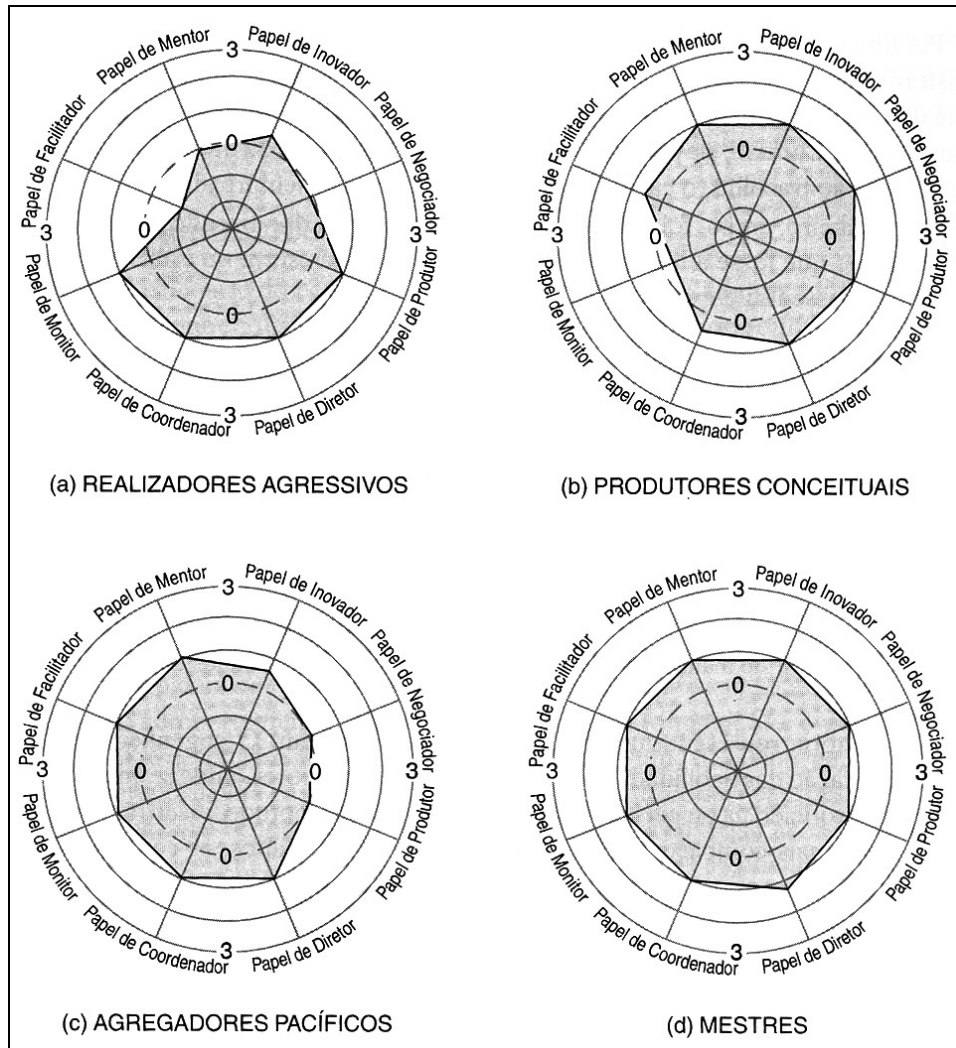 3
Papel de Mentor
Papel de Inovador
Papel de Facilitador
Papel de Negociador
0
3
0
0
3
0
Papel de Monitor
Papel de Produtor
Papel de Coordenador
Papel de Diretor
3
(a) REALIZADORES AGRESSIVOS
3
Papel de Mentor
Papel de Inovador
Papel de Facilitador
Papel de Negociador
0
3
0
0
3
0
Papel de Monitor
Papel de Produtor
Papel de Coordenador
Papel de Diretor
3
(b) PRODUTORES CONCEITUAIS
3
Papel de Mentor
Papel de Inovador
Papel de Facilitador
Papel de Negociador
0
3
0
0
3
0
Papel de Monitor
Papel de Produtor
Papel de Coordenador
Papel de Diretor
3
(c) AGREGADORES PACÍFICOS
3
Papel de Mentor
Papel de Inovador
Papel de Facilitador
Papel de Negociador
0
3
0
0
3
0
Papel de Monitor
Papel de Produtor
Papel de Coordenador
Papel de Diretor
3
(d) MESTRES